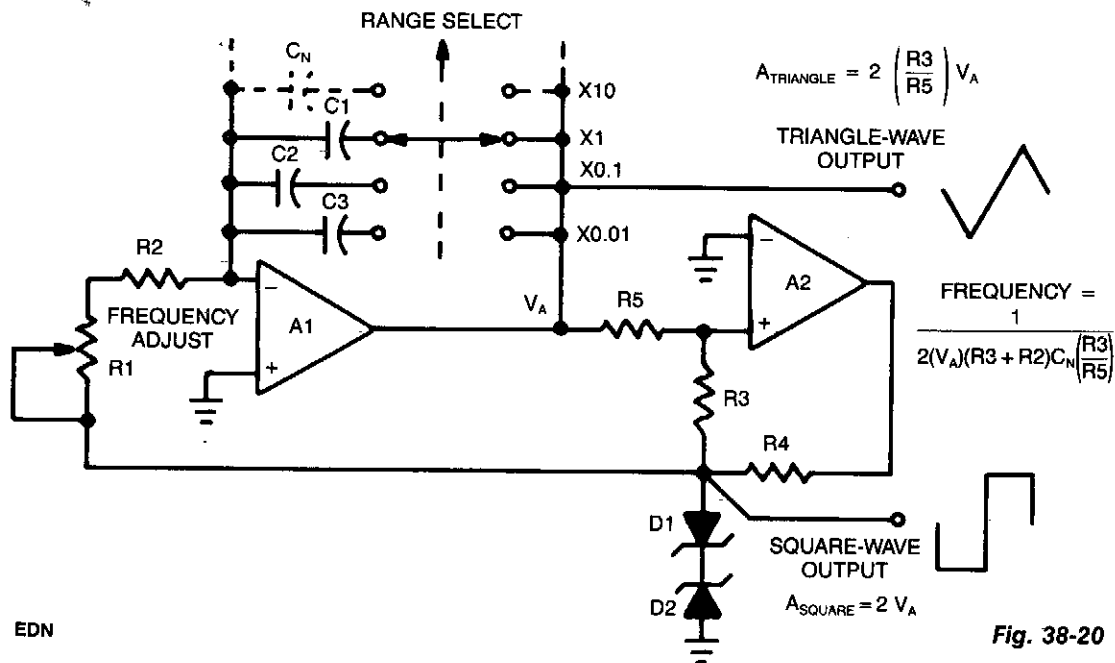 RANGE SELECT
C_N
X10
C1
X1
C2
X0.1
C3
X0.01
A_TRIANGLE = 2 (R3/R5) V_A
TRIANGLE-WAVE
OUTPUT
R2
FREQUENCY
ADJUST
R1
−
A1
+
V_A
R5
−
A2
+
R3
R4
FREQUENCY =
1
2(V_A)(R3 + R2)C_N(R3/R5)
D1
D2
SQUARE-WAVE
OUTPUT
A_SQUARE = 2 V_A
EDN
Fig. 38-20